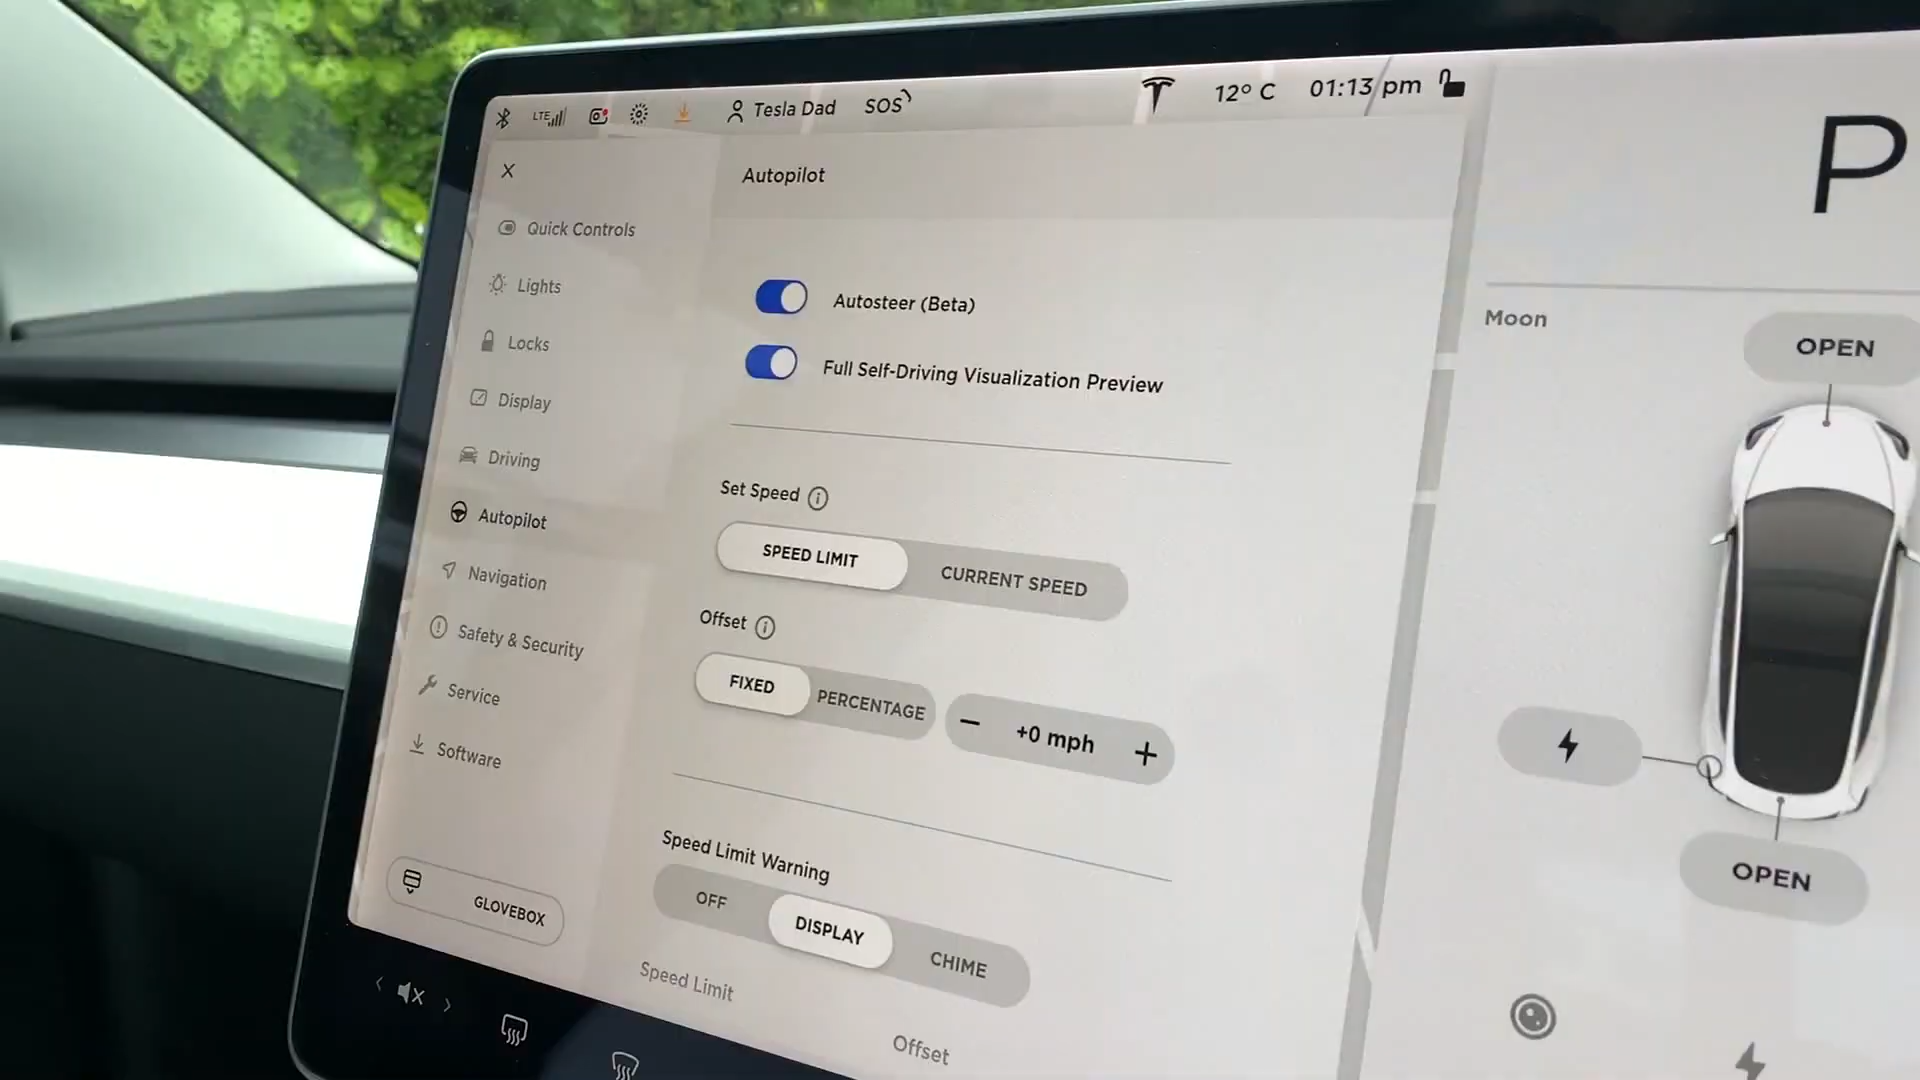 LTE
Tesla Dad
SOS
12° C
01:13 pm
P
Autopilot
Quick Controls
Lights
Locks
Display
Driving
Autopilot
Navigation
Safety & Security
Service
Software
GLOVEBOX
Autosteer (Beta)
Full Self-Driving Visualization Preview
Set Speed
SPEED LIMIT
CURRENT SPEED
Offset
FIXED
PERCENTAGE
− +0 mph +
Speed Limit Warning
OFF
DISPLAY
CHIME
Speed Limit
Offset
Moon
OPEN
OPEN